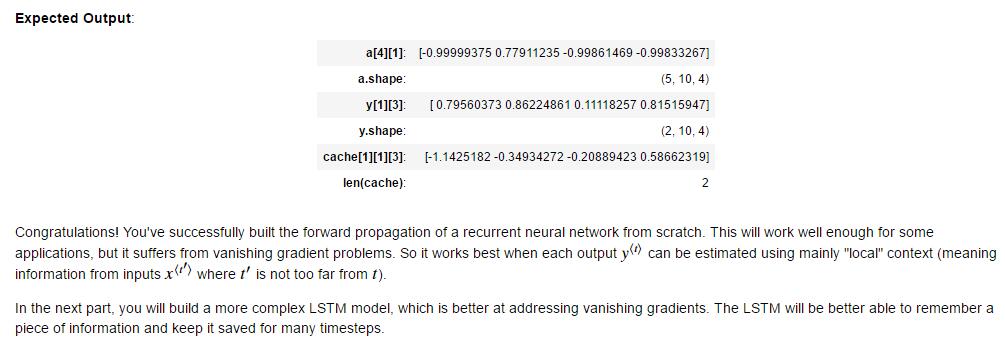 Expected Output:
a[4][1]: [-0.99999375 0.77911235 -0.99861469 -0.99833267]
a.shape: (5, 10, 4)
y[1][3]: [ 0.79560373 0.86224861 0.11118257 0.81515947]
y.shape: (2, 10, 4)
cache[1][1][3]: [-1.1425182 -0.34934272 -0.20889423 0.58662319]
len(cache): 2
Congratulations! You've successfully built the forward propagation of a recurrent neural network from scratch. This will work well enough for some
applications, but it suffers from vanishing gradient problems. So it works best when each output y⟨t⟩ can be estimated using mainly "local" context (meaning
information from inputs x⟨t′⟩ where t′ is not too far from t).
In the next part, you will build a more complex LSTM model, which is better at addressing vanishing gradients. The LSTM will be better able to remember a
piece of information and keep it saved for many timesteps.